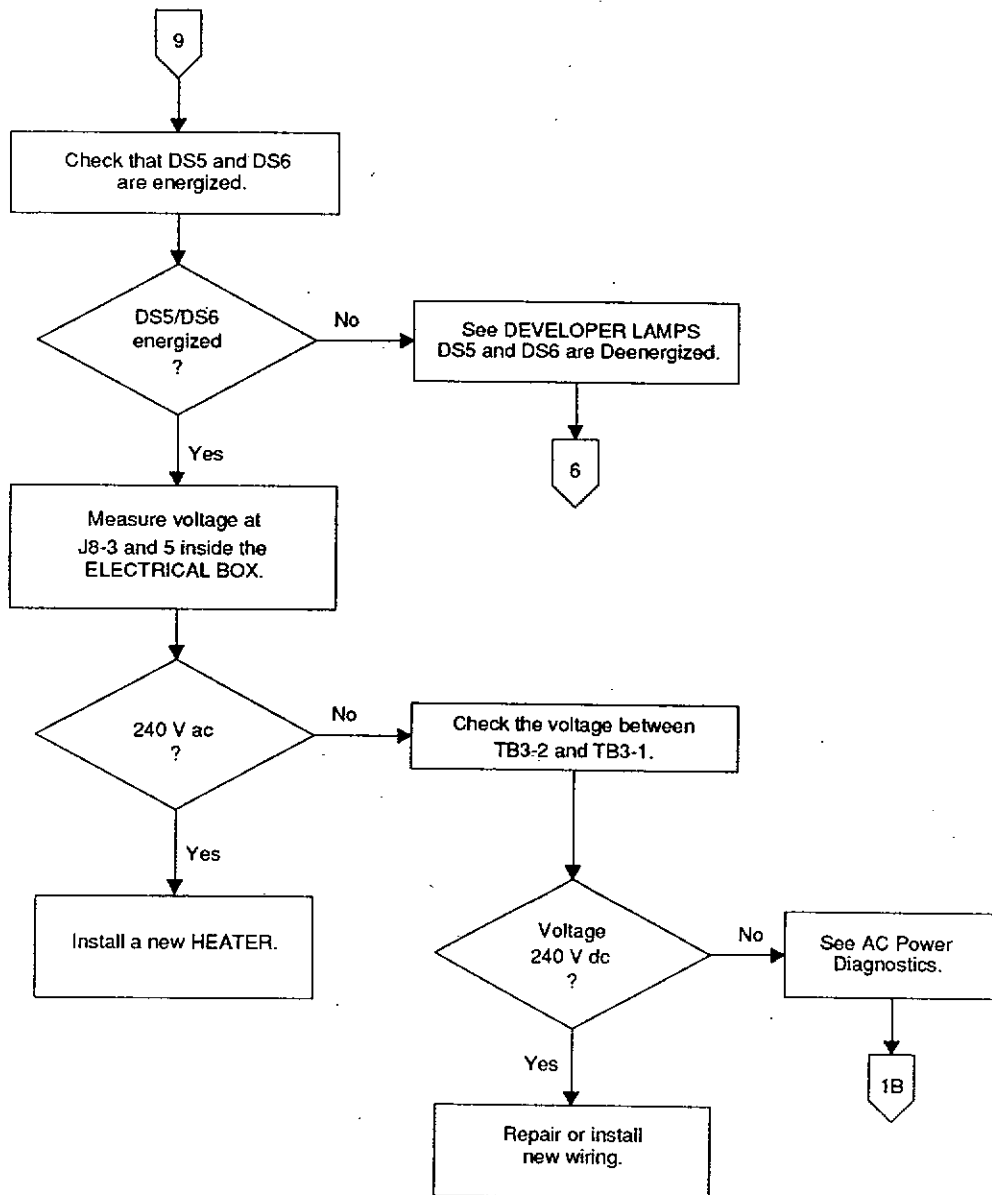 9
Check that DS5 and DS6
are energized.
DS5/DS6
energized
?
No
See DEVELOPER LAMPS
DS5 and DS6 are Deenergized.
6
Yes
Measure voltage at
J8-3 and 5 inside the
ELECTRICAL BOX.
240 V ac
?
No
Check the voltage between
TB3-2 and TB3-1.
Yes
Install a new HEATER.
Voltage
240 V dc
?
No
See AC Power
Diagnostics.
1B
Yes
Repair or install
new wiring.